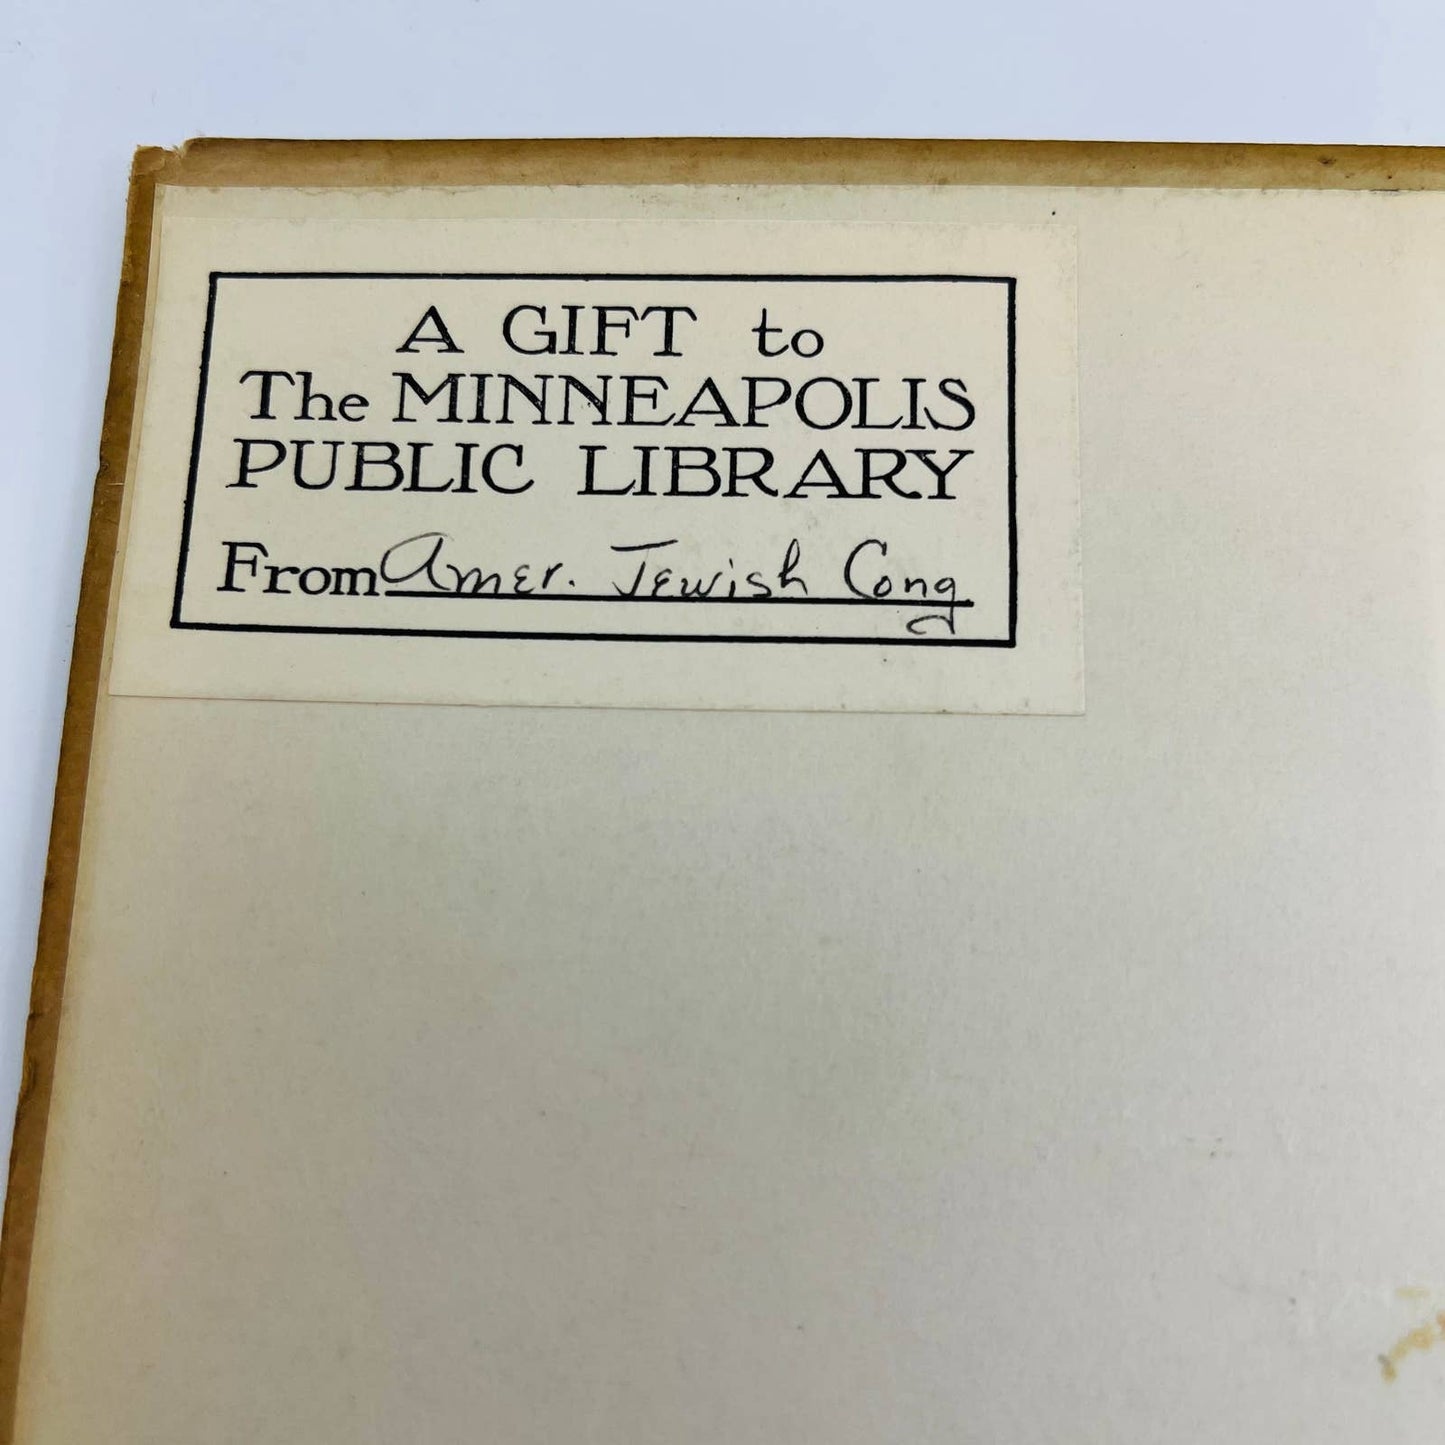 A GIFT to
The MINNEAPOLIS
PUBLIC LIBRARY
From Amer. Jewish Cong